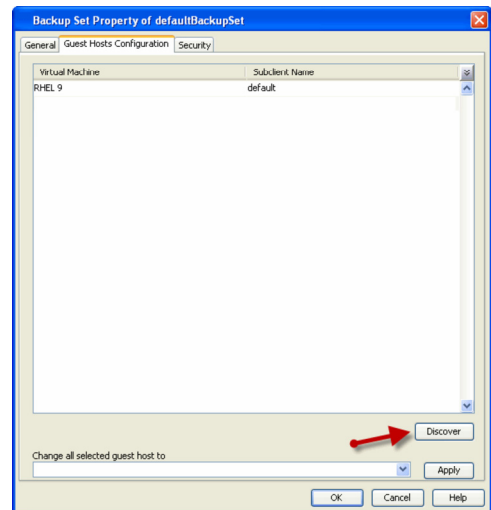 Backup Set Property of defaultBackupSet
General Guest Hosts Configuration Security
Virtual Machine Subclient Name
RHEL 9 default
Discover
Change all selected guest host to
Apply
OK Cancel Help